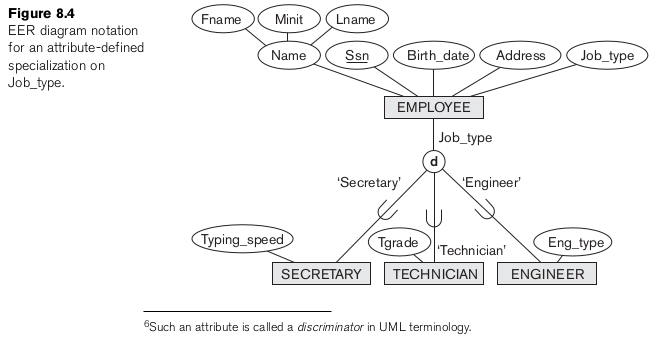 Figure 8.4
EER diagram notation
for an attribute-defined
specialization on
Job_type.
Fname
Minit
Lname
Name
Ssn
Birth_date
Address
Job_type
EMPLOYEE
Job_type
d
‘Secretary’
‘Engineer’
Typing_speed
Tgrade
‘Technician’
Eng_type
SECRETARY
TECHNICIAN
ENGINEER
6Such an attribute is called a discriminator in UML terminology.